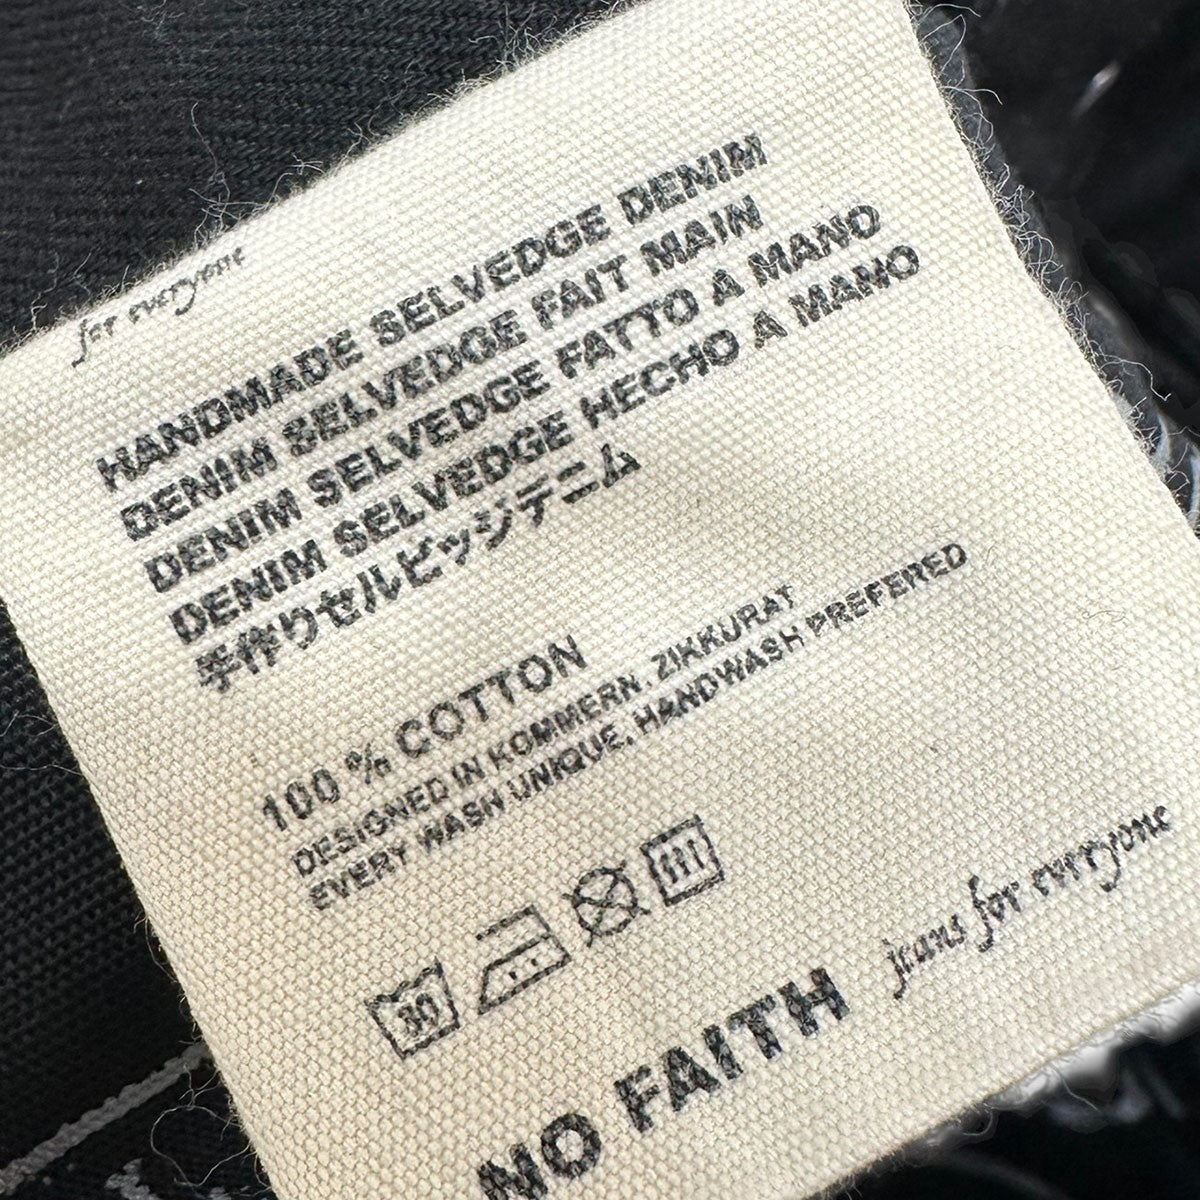 for everyone
HANDMADE SELVEDGE DENIM
DENIM SELVEDGE FAIT MAIN
DENIM SELVEDGE FATTO A MANO
DENIM SELVEDGE HECHO A MANO
手作りセルビッジデニム
100 % COTTON
DESIGNED IN KOMMERN, ZIKKURAT
EVERY WASH UNIQUE, HANDWASH PREFERED
30
jeans for everyone
NO FAITH